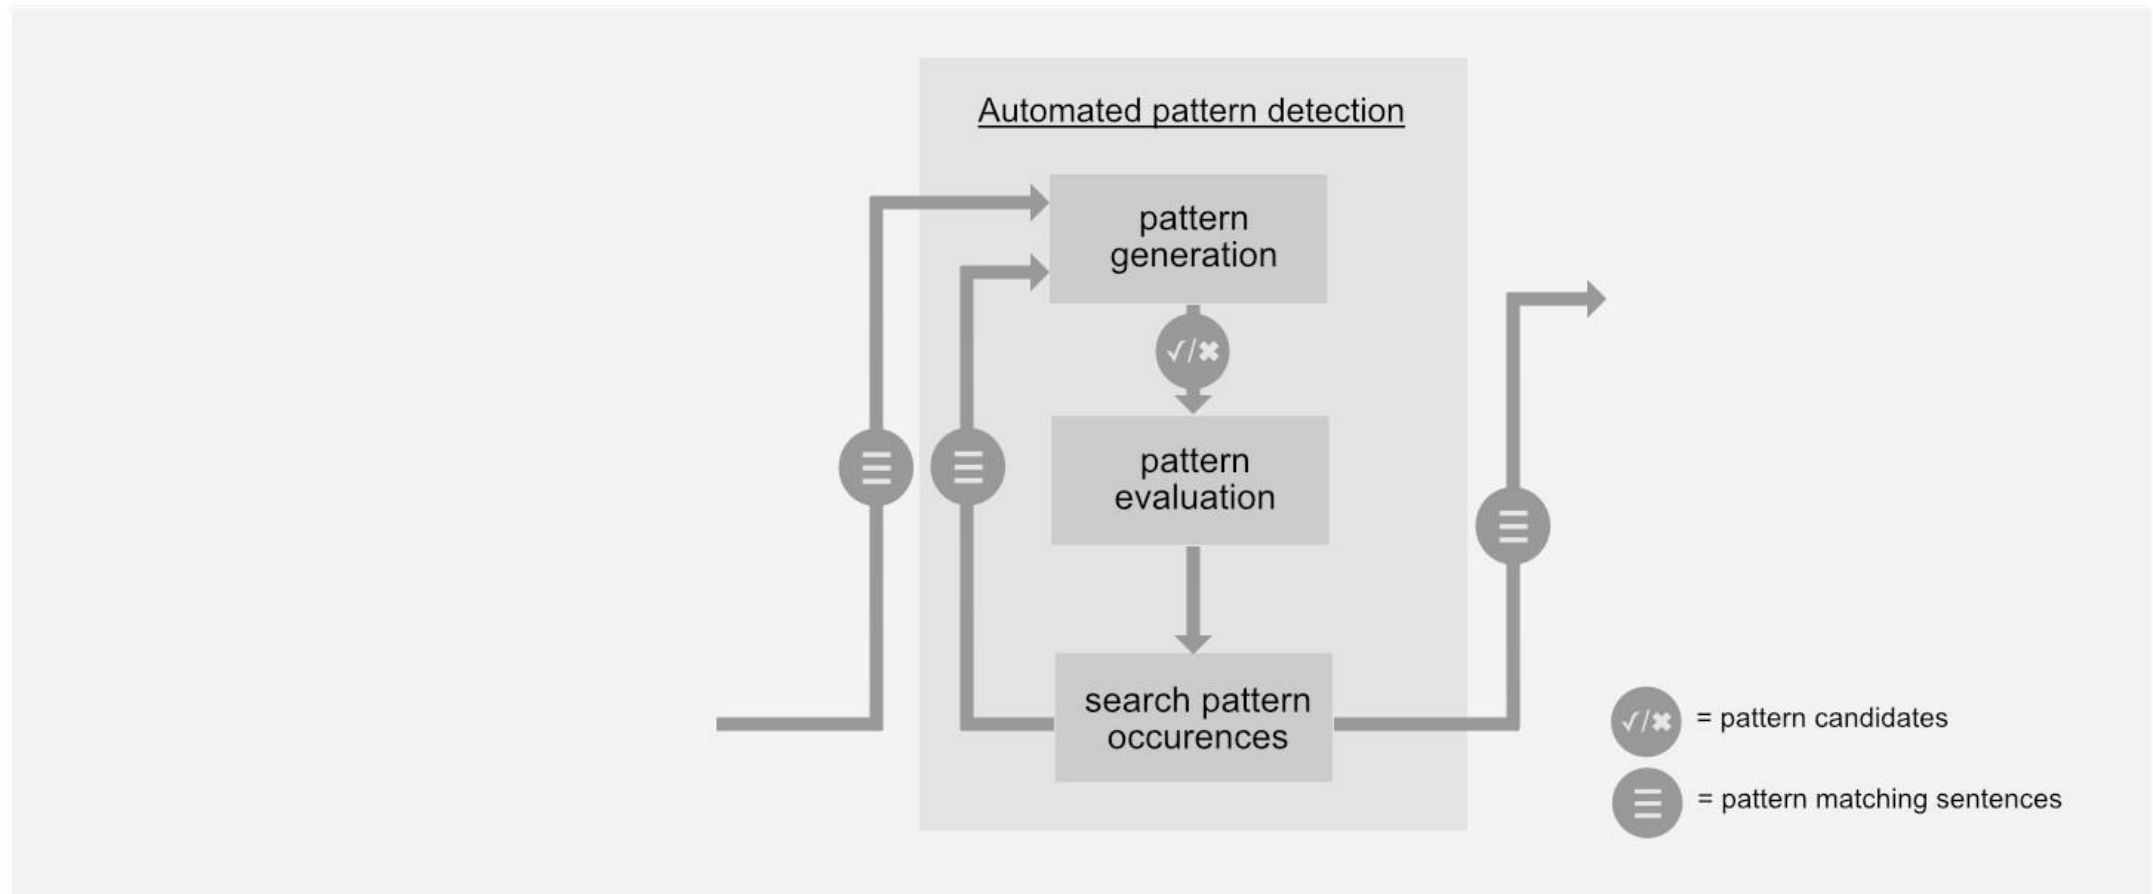 Automated pattern detection
pattern
generation
√/✖
pattern
evaluation
search pattern
occurences
√/✖ = pattern candidates
= pattern matching sentences